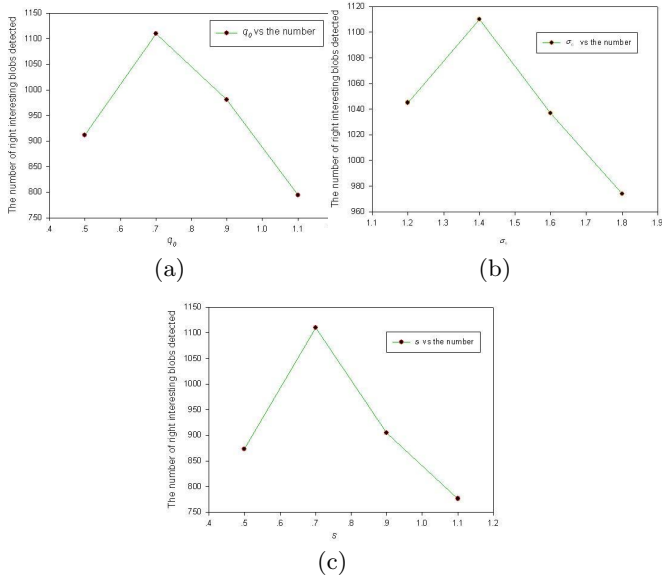 The number of right interesting blobs detected
1150
1100
1050
1000
950
900
850
800
750
q₀ vs the number
.4 .5 .6 .7 .8 .9 1.0 1.1
q₀
(a)
The number of right interesting blobs detected
1120
1100
1080
1060
1040
1020
1000
980
960
vs the number
1.1 1.2 1.3 1.4 1.5 1.6 1.7 1.8 1.9
(b)
The number of right interesting blobs detected
1150
1100
1050
1000
950
900
850
800
750
s vs the number
.4 .5 .6 .7 .8 .9 1.0 1.1 1.2
s
(c)